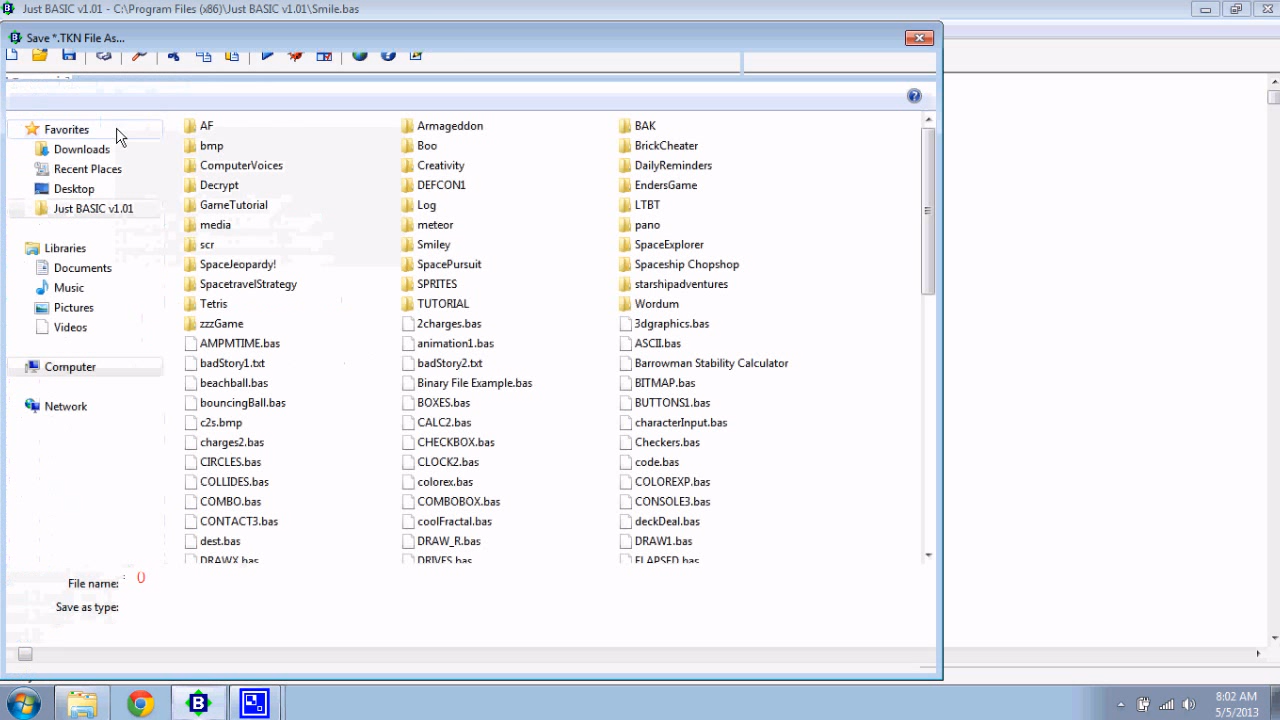 Just BASIC v1.01 - C:\Program Files (x86)\Just BASIC v1.01\Smile.bas
Save *.TKN File As...
Favorites
Downloads
Recent Places
Desktop
Just BASIC v1.01
Libraries
Documents
Music
Pictures
Videos
Computer
Network
AF Armageddon BAK
bmp Boo BrickCheater
ComputerVoices Creativity DailyReminders
Decrypt DEFCON1 EndersGame
GameTutorial Log LTBT
media meteor pano
scr Smiley SpaceExplorer
SpaceJeopardy! SpacePursuit Spaceship Chopshop
SpacetravelStrategy SPRITES starshipadventures
Tetris TUTORIAL Wordum
zzzGame 2charges.bas 3dgraphics.bas
AMPMTIME.bas animation1.bas ASCII.bas
badStory1.txt badStory2.txt Barrowman Stability Calculator
beachball.bas Binary File Example.bas BITMAP.bas
bouncingBall.bas BOXES.bas BUTTONS1.bas
c2s.bmp CALC2.bas characterInput.bas
charges2.bas CHECKBOX.bas Checkers.bas
CIRCLES.bas CLOCK2.bas code.bas
COLLIDES.bas colorex.bas COLOREXP.bas
COMBO.bas COMBOBOX.bas CONSOLE3.bas
CONTACT3.bas coolFractal.bas deckDeal.bas
dest.bas DRAW_R.bas DRAW1.bas
DRAWX.bas DRIVES.bas ELAPSED.bas
File name: ()
Save as type:
8:02 AM
5/5/2013